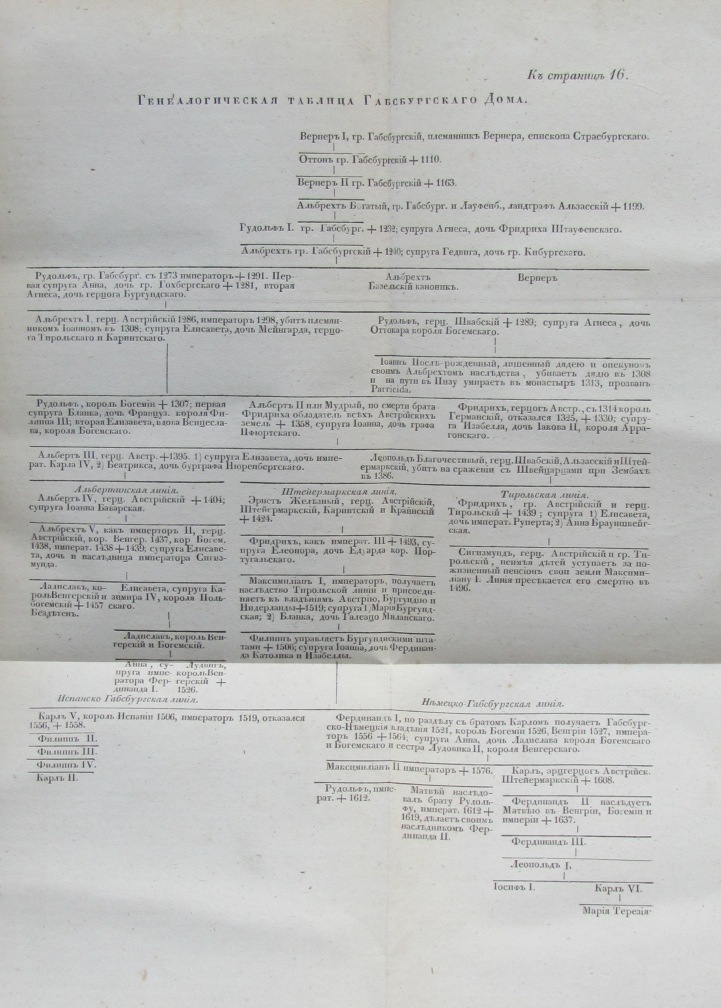 Къ страницѣ 16.
Генеалогическая таблица Габсбургскаго Дома.
Вернеръ I, гр. Габсбургскій, племянникъ Вернера, епископа Страсбургскаго.
Оттонъ гр. Габсбургскій + 1110.
Вернеръ II гр. Габсбургскій + 1163.
Альбрехтъ Богатый, гр. Габсбург. и Лауфенб., ландграфъ Альзасскій + 1199.
Рудольфъ I. гр. Габсбург. + 1232; супруга Агнеса, дочь Фридриха Штауфенскаго.
Альбрехтъ гр. Габсбургскій + 1240; супруга Гедвига, дочь гр. Кибургскаго.
Рудольфъ, гр. Габсбург. съ 1273 императоръ + 1291. Пер-
вая супруга Анна, дочь гр. Гохбергскаго + 1281, вторая
Агнеса, дочь герцога Бургундскаго.
Альбрехтъ
Базельскій каноникъ.
Вернеръ
Альбрехтъ I, герц. Австрійскій 1286, императоръ 1298, убитъ племян-
никомъ Іоанномъ въ 1308; супруга Елисавета, дочь Мейнгарда, герцо-
га Тирольскаго и Каринтскаго.
Рудольфъ, герц. Швабскій + 1289; супруга Агнеса, дочь
Оттокара короля Богемскаго.
Іоаннъ Послѣ-рожденный, лишенный дядею и опекуномъ
своимъ Альбрехтомъ наслѣдства, убиваетъ дядю въ 1308
и на пути въ Пизу умираетъ въ монастырѣ 1313, прозванъ
Parricida.
Рудольфъ, король Богеміи + 1307; первая
супруга Бланка, дочь Француз. короля Фи-
липпа III; вторая Елизавета, вдова Венцесла-
ва, короля Богемскаго.
Альбертъ II или Мудрый, по смерти брата
Фридриха обладатель всѣхъ Австрійскихъ
земель + 1358, супруга Іоанна, дочь графа
Пфюртскаго.
Фридрихъ, герцогъ Австр., съ 1314 король
Германскій, отказался 1325, + 1330; супру-
га Изабелла, дочь Іакова II, короля Арра-
гонскаго.
Альбертъ III, герц. Австр. +1395. 1) супруга Елисавета, дочь импе-
рат. Карла IV, 2) Беатрикса, дочь бурграфа Нюренбергскаго.
Леопольдъ Благочестивый, герц. Швабскій, Альзасскій и Штей-
ермаркскій, убитъ на сраженіи съ Швейцарцами при Земпахѣ
въ 1386.
Альбертинская линія.
Альбертъ IV, герц. Австрійскій + 1404;
супруга Іоанна Баварская.
Штейермаркская линія.
Эрнстъ Желѣзный, герц. Австрійскій,
Штейермаркскій, Каринтскій и Крайнскій
+ 1424.
Тирольская линія.
Фридрихъ, гр. Австрійскій и герц.
Тирольскій + 1439; супруга 1) Елисавета,
дочь императ. Руперта; 2) Анна Брауншвейг-
ская.
Альбрехтъ V, какъ императоръ II, герц.
Австрійскій, кор. Венгер. 1437, кор Богем.
1438, императ. 1438 + 1439; супруга Елисаве-
та, дочь и наслѣдница императора Сигиз-
мунда.
Фридрихъ, какъ императ. III + 1493, су-
пруга Елеонора, дочь Едуарда кор. Пор-
тугальскаго.
Сигизмундъ, герц. Австрійскій и гр. Ти-
рольскій, неимѣя дѣтей уступаетъ за по-
жизненный пенсіонъ свои земли Максими-
ліану I. Линія пресѣкается его смертію въ
1496.
Ладиславъ, ко-
роль Венгерскій и
Богемскій + 1457
Бездѣтенъ.
Елисавета, супруга Ка-
зимира IV, короля Поль-
скаго.
Максимиліанъ I, императоръ, получаетъ
наслѣдство Тирольской линіи и присоеди-
няетъ къ владѣніямъ Австріи, Бургундію и
Нидерланды+1519; супруга 1) Марія Бургунд-
ская; 2) Бланка, дочь Галеацо Миланскаго.
Ладиславъ, король Вен-
герскій и Богемскій.
Филиппъ управляетъ Бургундскими шта-
тами + 1506; супруга Іоанна, дочь Фердинан-
да Католика и Изабеллы.
Анна, су-
пруга импе-
ратора Фер-
динанда I.
Лудвигъ,
король Вен-
герскій +
1526.
Испанско Габсбургская линія.
Нѣмецко-Габсбургская линія.
Карлъ V, король Испаніи 1506, императоръ 1519, отказался
1556, + 1558.
Филиппъ II.
Филиппъ III.
Филиппъ IV.
Карлъ II.
Фердинандъ I, по раздѣлу съ братомъ Карломъ получаетъ Габсбург-
ско-Нѣмецкія владѣнія 1521, король Богеміи 1526, Венгріи 1527, импера-
торъ 1556 + 1564; супруга Анна, дочь Ладислава короля Богемскаго
и Богемскаго и сестра Лудовика II, короля Венгерскаго.
Максимиліанъ II императоръ + 1576.
Карлъ, эрцгерцогъ Австрійск.
Штейермаркскій + 1608.
Рудольфъ, импе-
рат. + 1612.
Матвѣй наслѣдо-
валъ брату Рудоль-
фу, императ. 1612 +
1619, дѣлаетъ своимъ
наслѣдникомъ Фер-
динанда II.
Фердинандъ II наслѣдуетъ
Матвѣю въ Венгріи, Богеміи и
имперіи + 1637.
Фердинандъ III.
Леопольдъ I,
Іосифъ I.
Карлъ VI.
Марія Терезія·